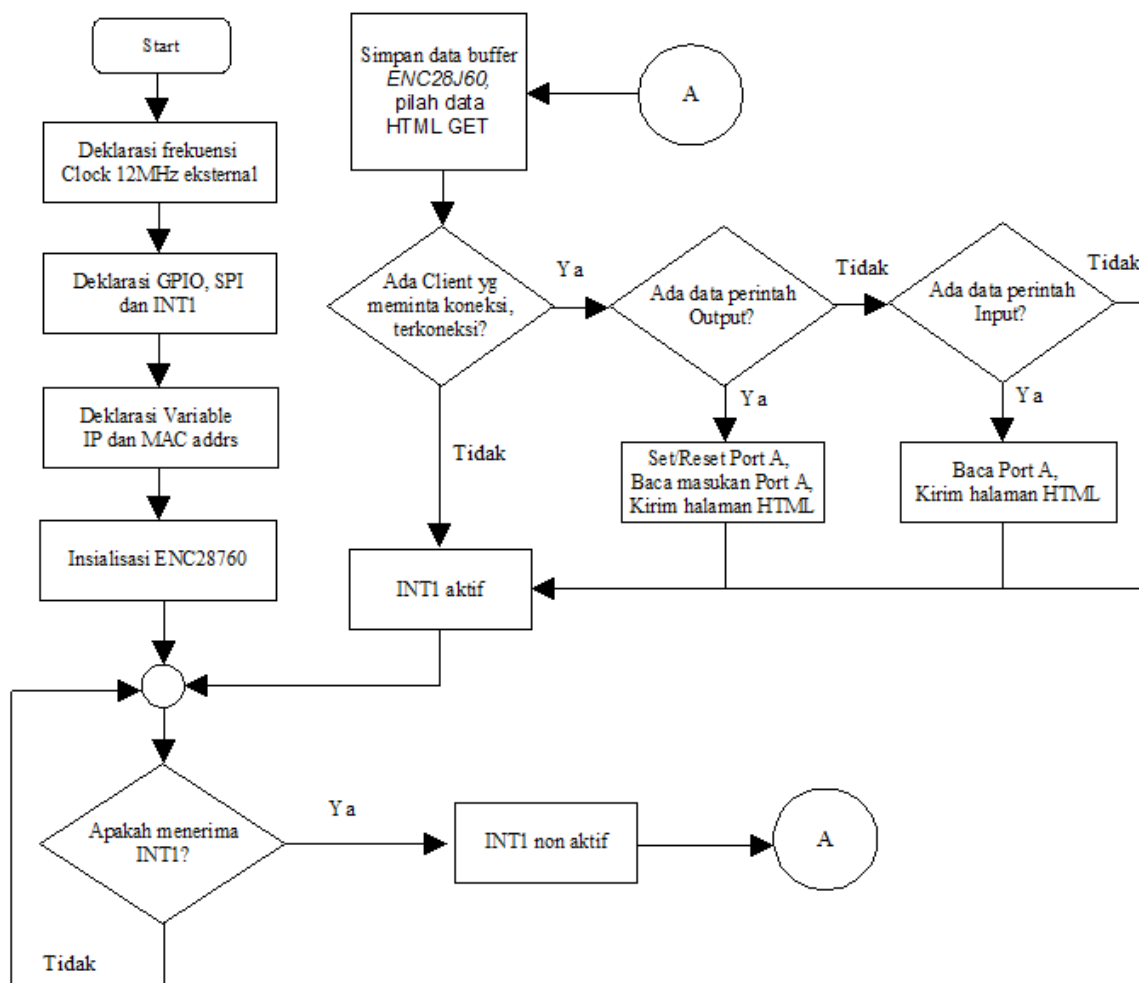 Start
Deklarasi frekuensi
Clock 12MHz eksternal
Deklarasi GPIO, SPI
dan INT1
Deklarasi Variable
IP dan MAC addrs
Insialisasi ENC28760
Apakah menerima
INT1?
Ya
Tidak
INT1 non aktif
A
A
Simpan data buffer
ENC28J60,
pilah data
HTML GET
Ada Client yg
meminta koneksi,
terkoneksi?
Ya
Tidak
Ada data perintah
Output?
Tidak
Ya
Set/Reset Port A,
Baca masukan Port A,
Kirim halaman HTML
Ada data perintah
Input?
Tidak
Ya
Baca Port A,
Kirim halaman HTML
INT1 aktif